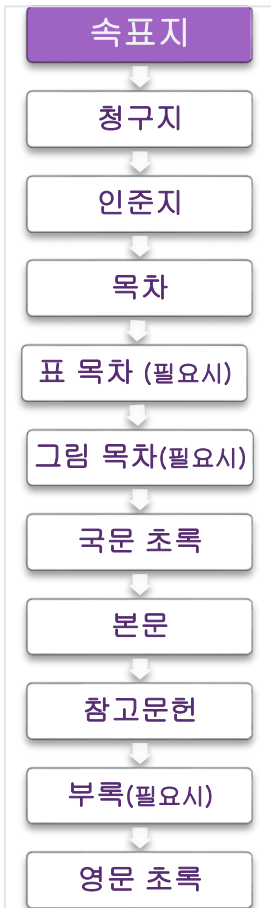 속표지
청구지
인준지
목차
표 목차 (필요시)
그림 목차(필요시)
국문 초록
본문
참고문헌
부록(필요시)
영문 초록